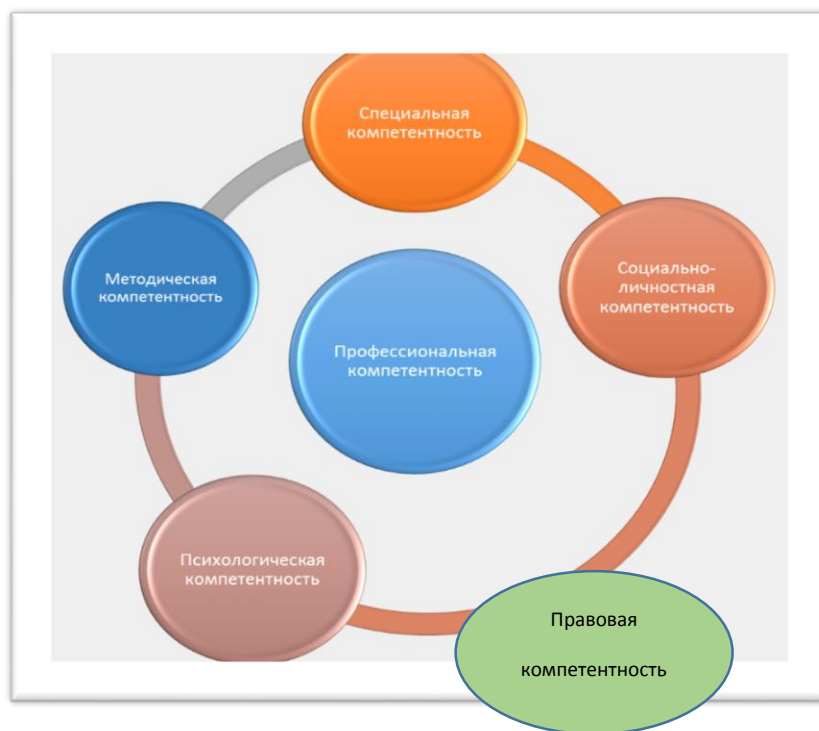 Специальная
компетентность
Социально-
личностная
компетентность
Методическая
компетентность
Профессиональная
компетентность
Психологическая
компетентность
Правовая
компетентность